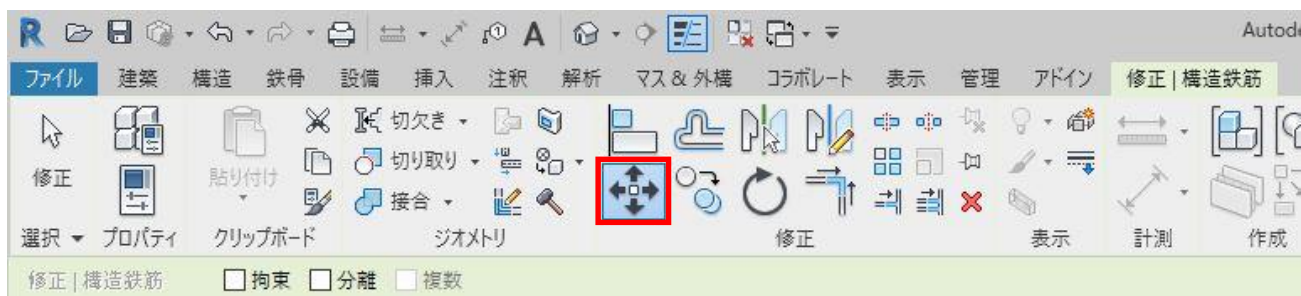 R A Autode
ファイル 建築 構造 鉄骨 設備 挿入 注釈 解析 マス & 外構 コラボレート 表示 管理 アドイン 修正 | 構造鉄筋
切欠き
修正 貼り付け 切り取り
接合
選択 プロパティ クリップボード ジオメトリ 修正 表示 計測 作成
修正 | 構造鉄筋 拘束 分離 複数